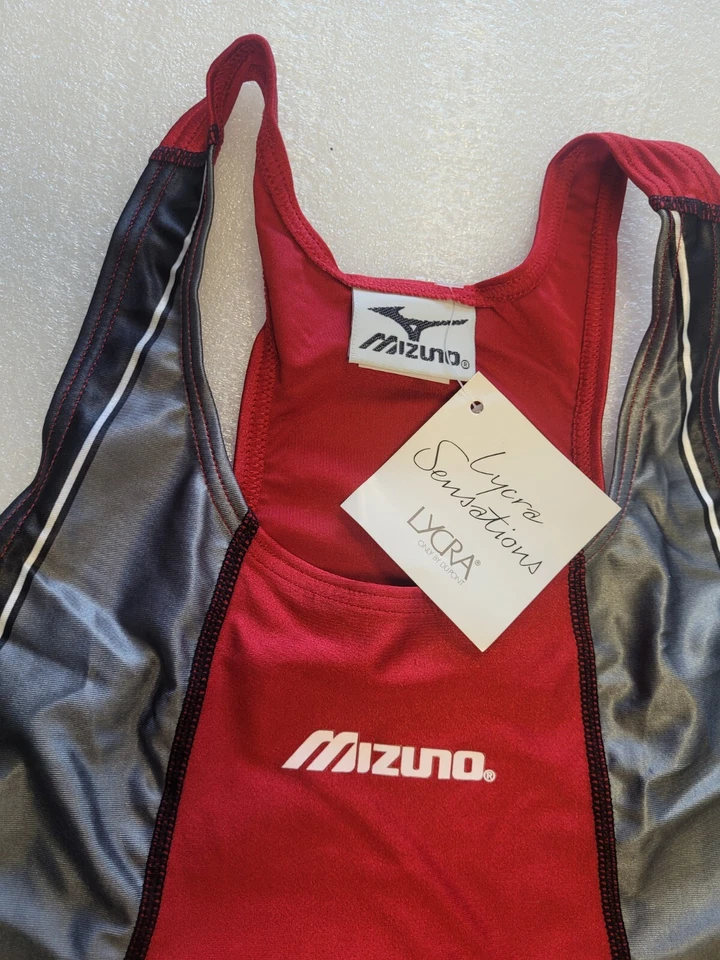 MIZUNO®
Lycra
Sensations
LYCRA®
ONLY BY DUPONT
MIZUNO®